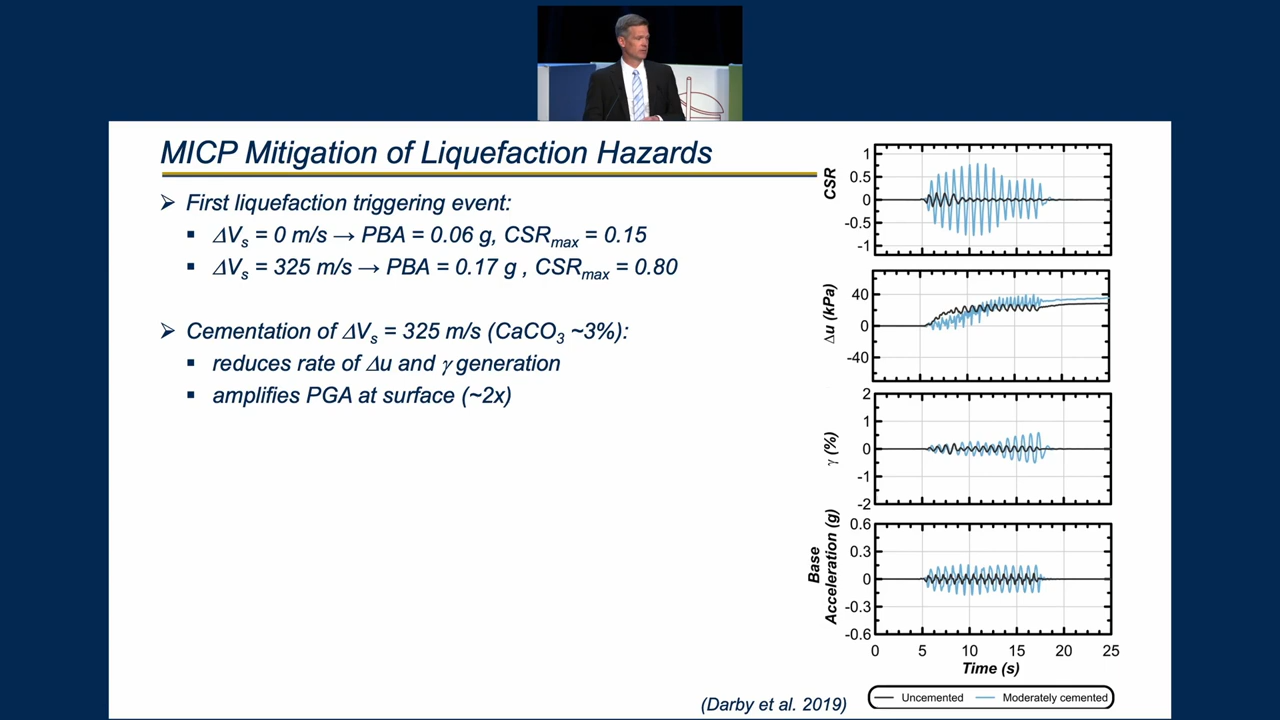 MICP Mitigation of Liquefaction Hazards
➢ First liquefaction triggering event:
▪ ΔVs = 0 m/s → PBA = 0.06 g, CSRmax = 0.15
▪ ΔVs = 325 m/s → PBA = 0.17 g , CSRmax = 0.80
➢ Cementation of ΔVs = 325 m/s (CaCO3 ~3%):
▪ reduces rate of Δu and γ generation
▪ amplifies PGA at surface (~2x)
(Darby et al. 2019)
CSR
1
0.5
0
-0.5
-1
Δu (kPa)
40
0
-40
γ (%)
2
1
0
-1
-2
Base
Acceleration (g)
0.6
0.3
0
-0.3
-0.6
0 5 10 15 20 25
Time (s)
Uncemented Moderately cemented